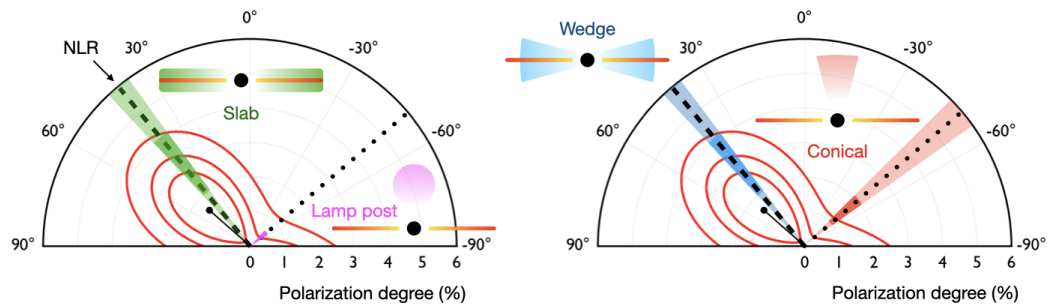 0°
NLR
30°
-30°
Slab
60°
-60°
Lamp post
90°
-90°
0 1 2 3 4 5 6
Polarization degree (%)
0°
Wedge
30°
-30°
60°
-60°
Conical
90°
-90°
0 1 2 3 4 5 6
Polarization degree (%)